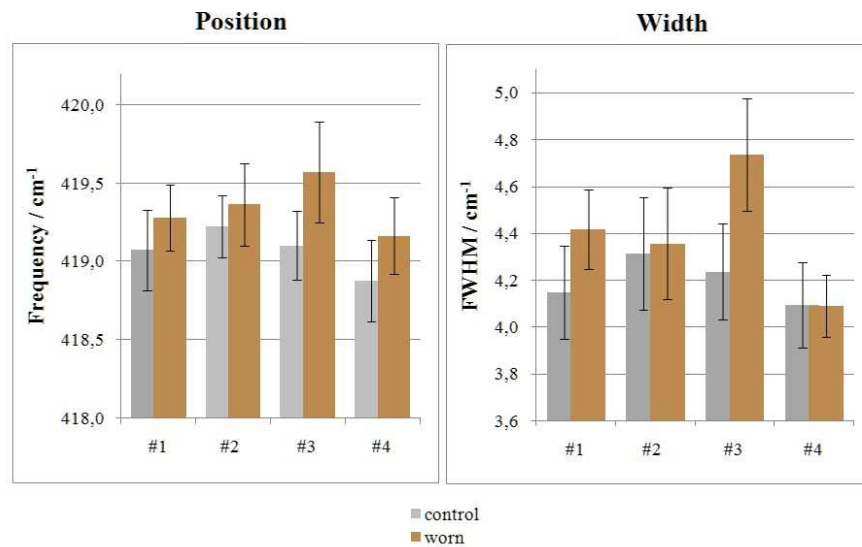 Position
Frequency / cm-1
420,0
419,5
419,0
418,5
418,0
#1 #2 #3 #4
Width
FWHM / cm-1
5,0
4,8
4,6
4,4
4,2
4,0
3,8
3,6
#1 #2 #3 #4
control
worn